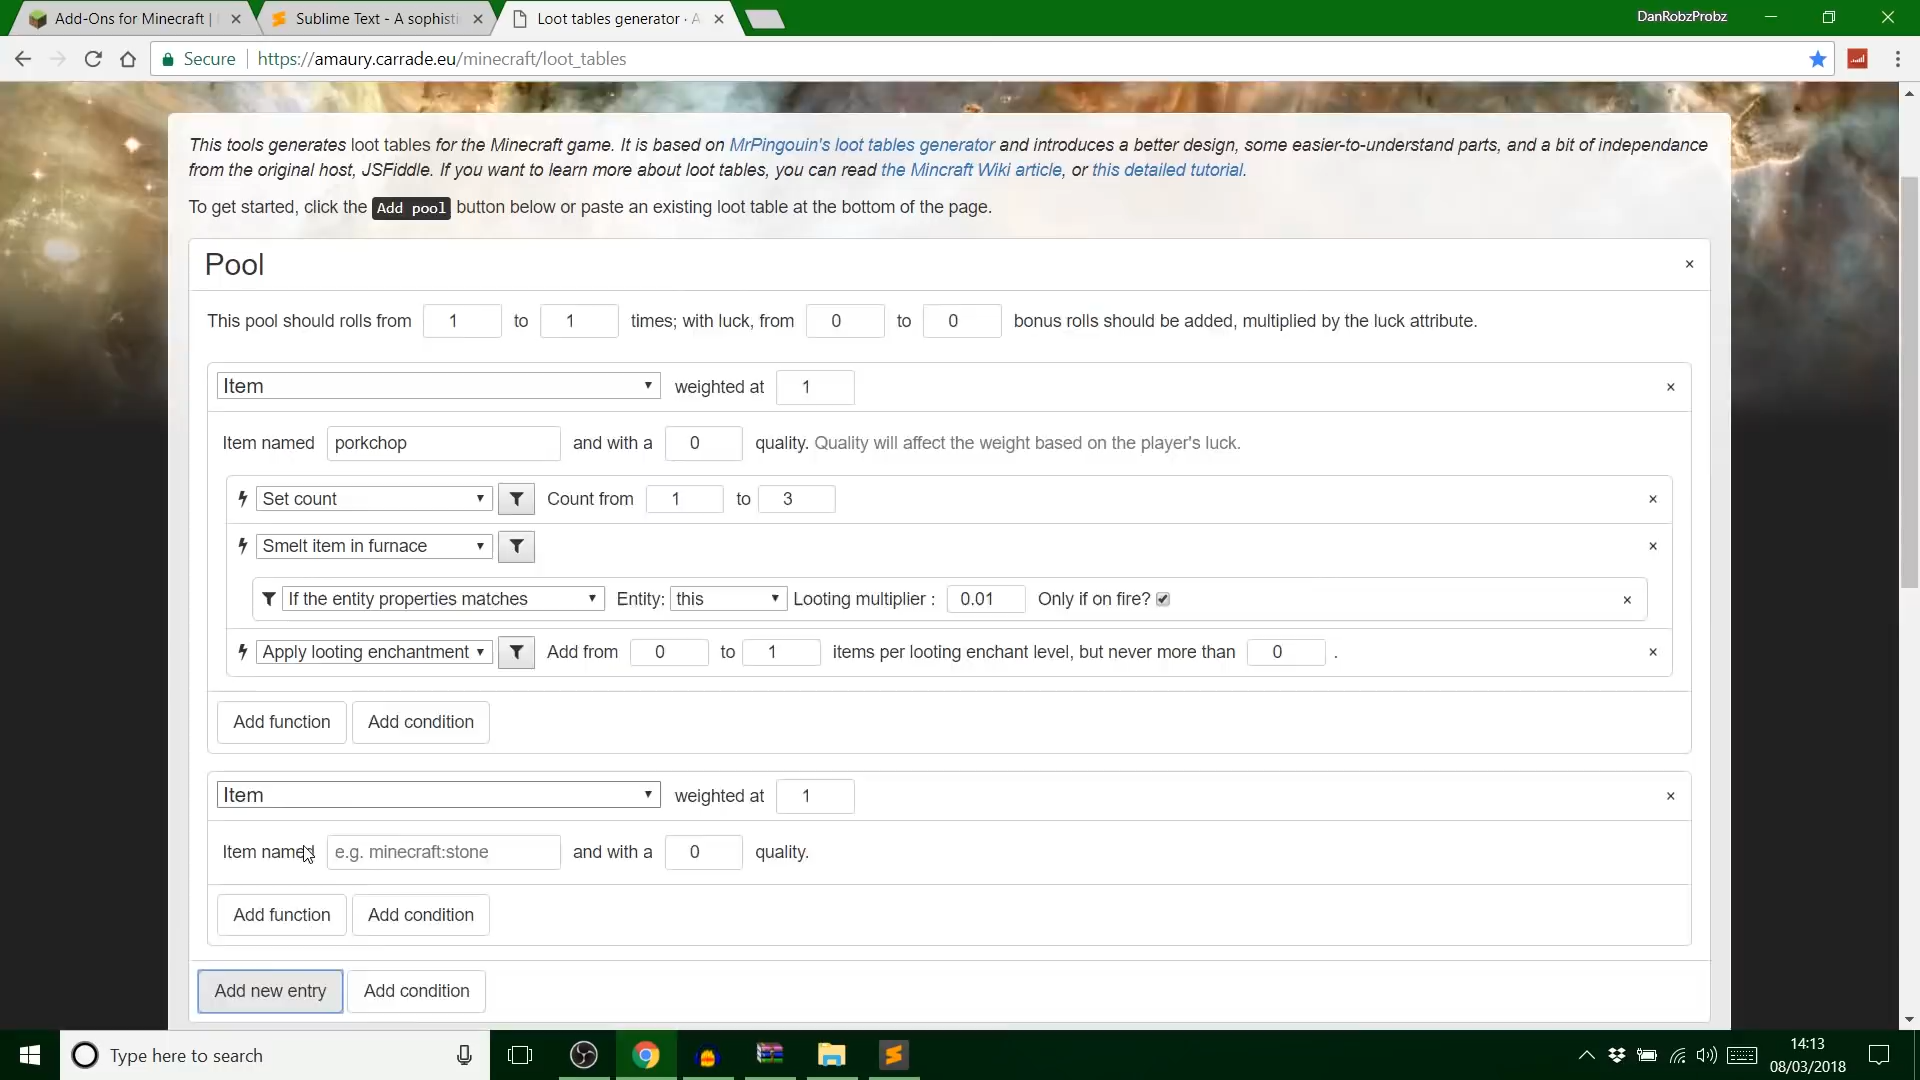 Add-Ons for Minecraft |
Sublime Text - A sophisti
Loot tables generator · A
DanRobzProbz
Secure
https://amaury.carrade.eu/minecraft/loot_tables
This tools generates loot tables for the Minecraft game. It is based on MrPingouin's loot tables generator and introduces a better design, some easier-to-understand parts, and a bit of independance
from the original host, JSFiddle. If you want to learn more about loot tables, you can read the Mincraft Wiki article, or this detailed tutorial.
To get started, click the Add pool button below or paste an existing loot table at the bottom of the page.
Pool ×
This pool should rolls from 1 to 1 times; with luck, from 0 to 0 bonus rolls should be added, multiplied by the luck attribute.
Item weighted at 1 ×
Item named porkchop and with a 0 quality. Quality will affect the weight based on the player's luck.
Set count Count from 1 to 3 ×
Smelt item in furnace ×
If the entity properties matches Entity: this Looting multiplier : 0.01 Only if on fire? ×
Apply looting enchantment Add from 0 to 1 items per looting enchant level, but never more than 0 . ×
Add function Add condition
Item weighted at 1 ×
Item named e.g. minecraft:stone and with a 0 quality.
Add function Add condition
Add new entry Add condition
Type here to search
14:13
08/03/2018